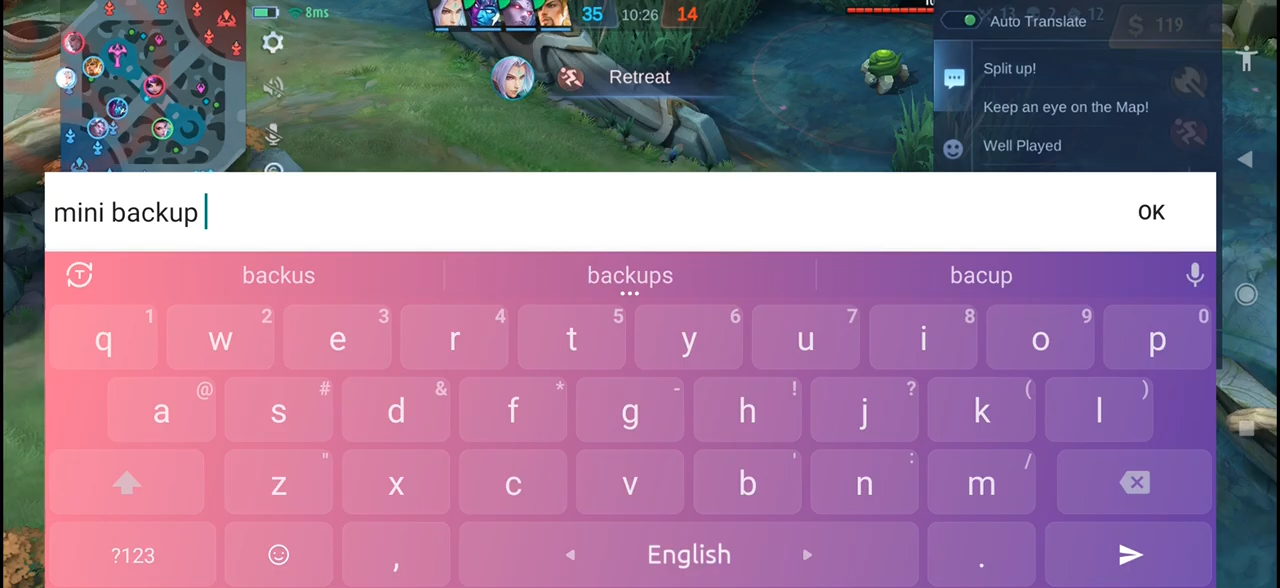 8ms
35 10:26 14
Auto Translate
12
$ 119
Retreat
Split up!
Keep an eye on the Map!
Well Played
mini backup
OK
backus backups bacup
1 2 3 4 5 6 7 8 9 0
q w e r t y u i o p
@ # & * - ! ? ( )
a s d f g h j k l
" ' : /
z x c v b n m
?123 , English .